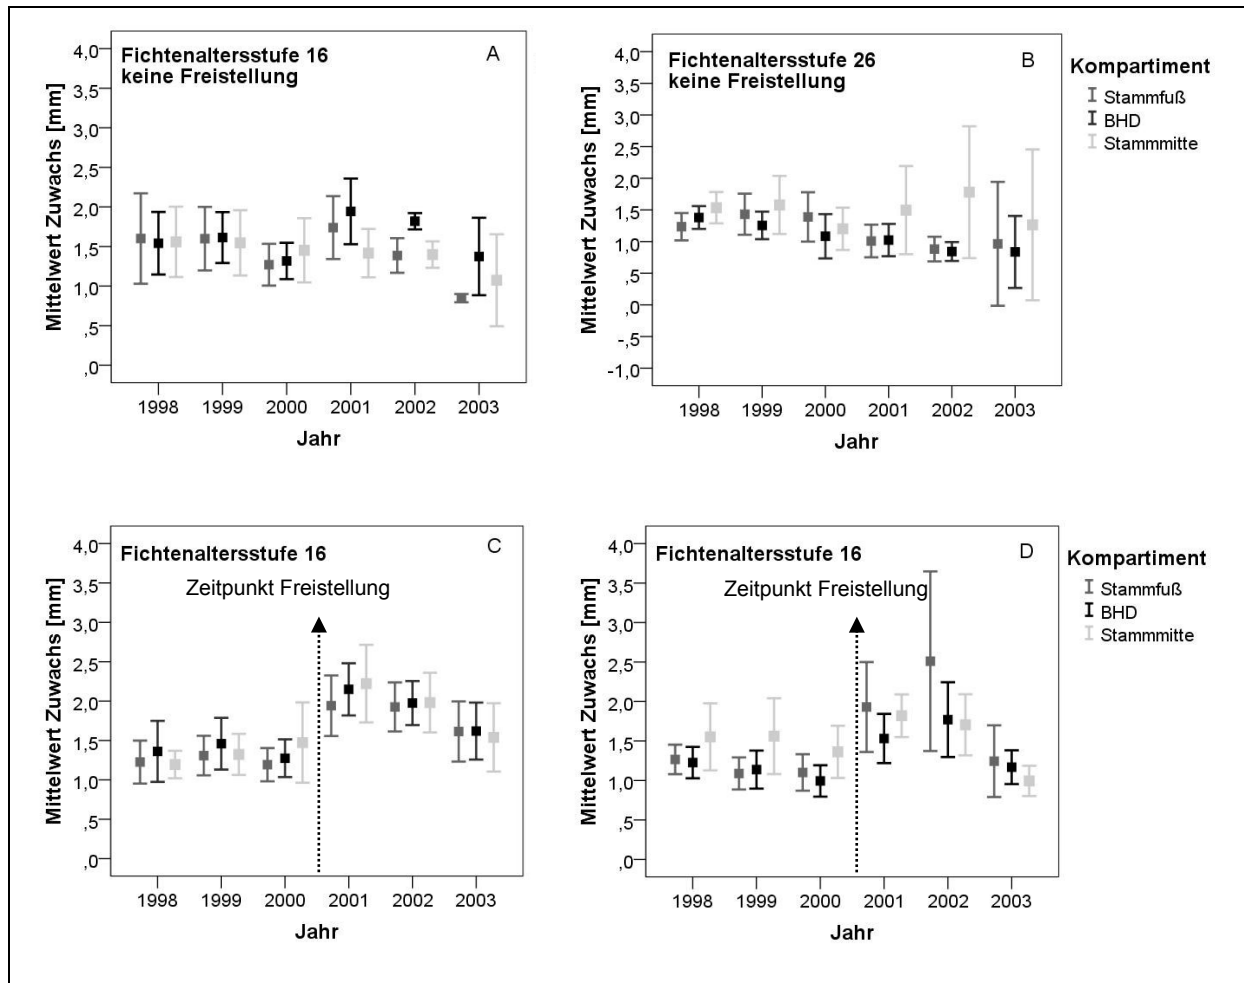 Fichtenaltersstufe 16
keine Freistellung
A
Mittelwert Zuwachs [mm]
4,0
3,5
3,0
2,5
2,0
1,5
1,0
,5
,0
1998 1999 2000 2001 2002 2003
Jahr
Fichtenaltersstufe 26
keine Freistellung
B
Mittelwert Zuwachs [mm]
4,0
3,5
3,0
2,5
2,0
1,5
1,0
,5
,0
-,5
-1,0
1998 1999 2000 2001 2002 2003
Jahr
Kompartiment
Stammfuß
BHD
Stammmitte
Fichtenaltersstufe 16
C
Zeitpunkt Freistellung
Mittelwert Zuwachs [mm]
4,0
3,5
3,0
2,5
2,0
1,5
1,0
,5
,0
1998 1999 2000 2001 2002 2003
Jahr
Fichtenaltersstufe 16
D
Zeitpunkt Freistellung
Mittelwert Zuwachs [mm]
4,0
3,5
3,0
2,5
2,0
1,5
1,0
,5
,0
1998 1999 2000 2001 2002 2003
Jahr
Kompartiment
Stammfuß
BHD
Stammmitte